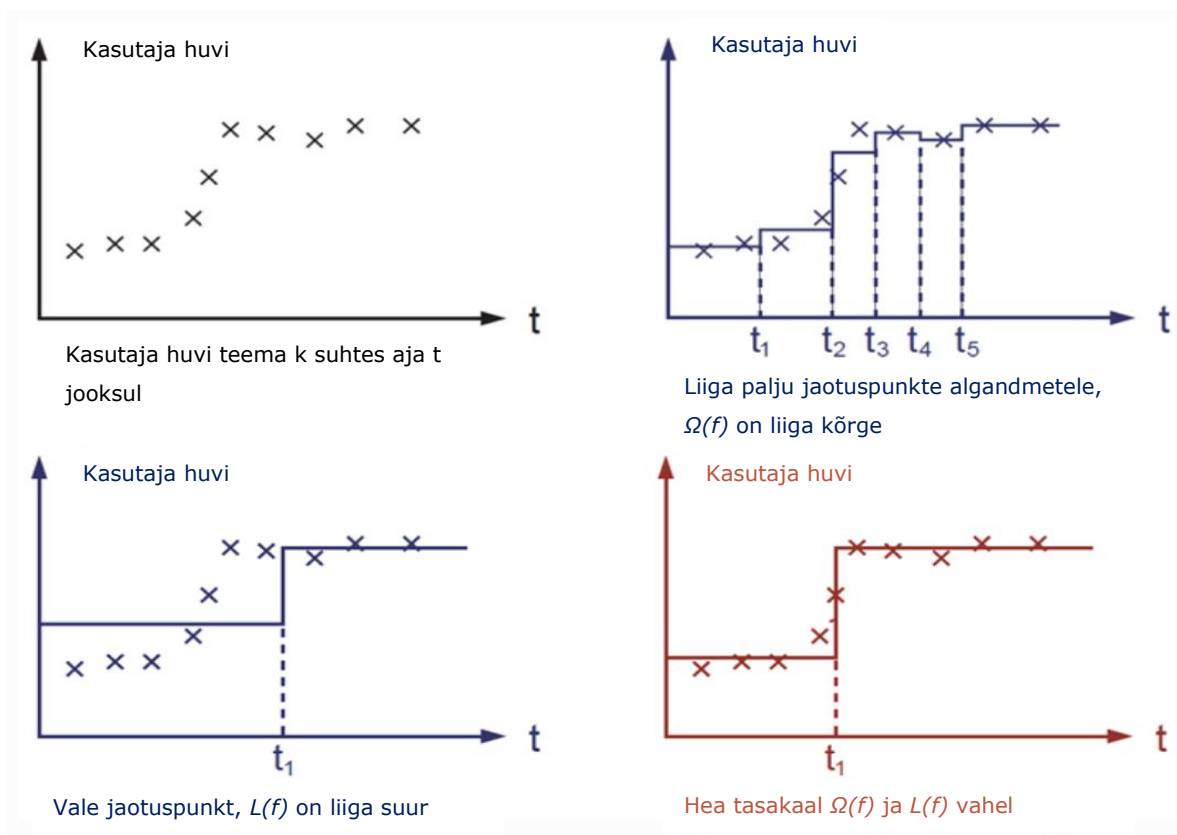 Kasutaja huvi
t
Kasutaja huvi teema k suhtes aja t
jooksul
Kasutaja huvi
t
t₁ t₂ t₃ t₄ t₅
Liiga palju jaotuspunkte algandmetele,
Ω(f) on liiga kõrge
Kasutaja huvi
t
t₁
Vale jaotuspunkt, L(f) on liiga suur
Kasutaja huvi
t
t₁
Hea tasakaal Ω(f) ja L(f) vahel